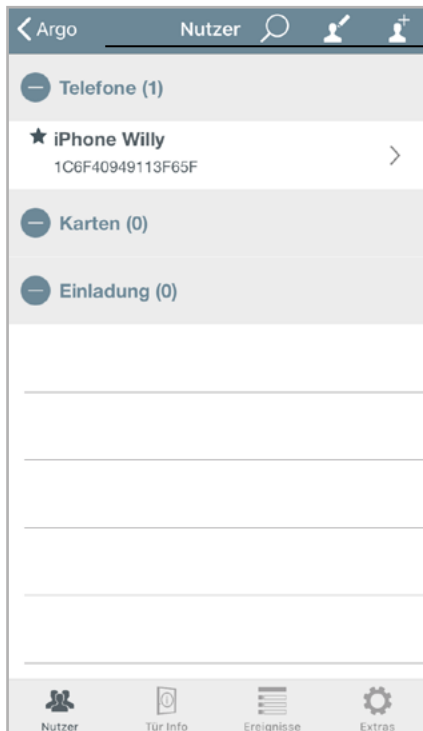 Argo
Nutzer
Telefone (1)
iPhone Willy
1C6F40949113F65F
Karten (0)
Einladung (0)
Nutzer
Tür Info
Ereignisse
Extras